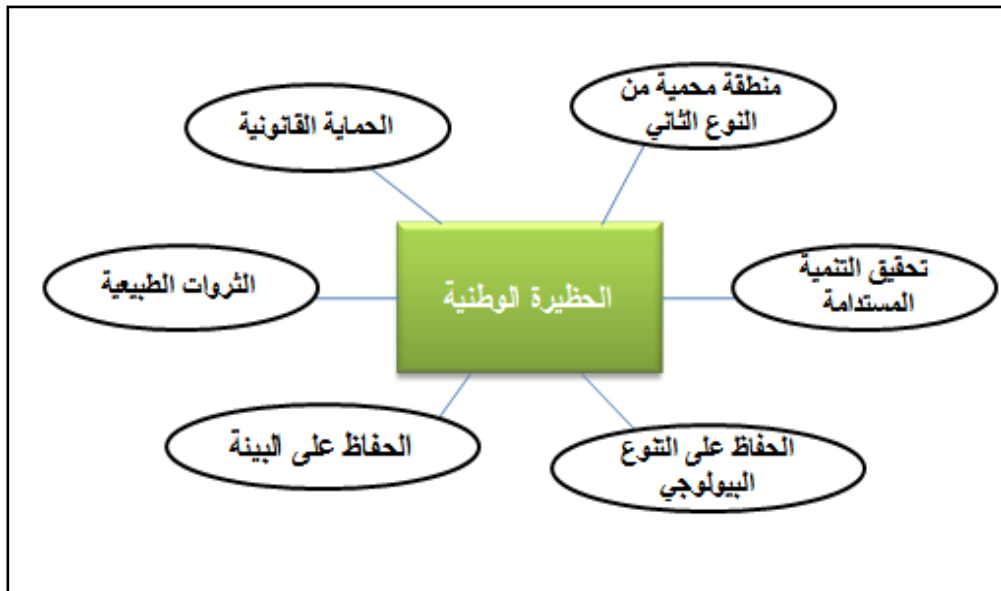 منطقة محمية من
النوع الثاني
الحماية القانونية
تحقيق التنمية
المستدامة
الحظيرة الوطنية
الثروات الطبيعية
الحفاظ على التنوع
البيولوجي
الحفاظ على البيئة